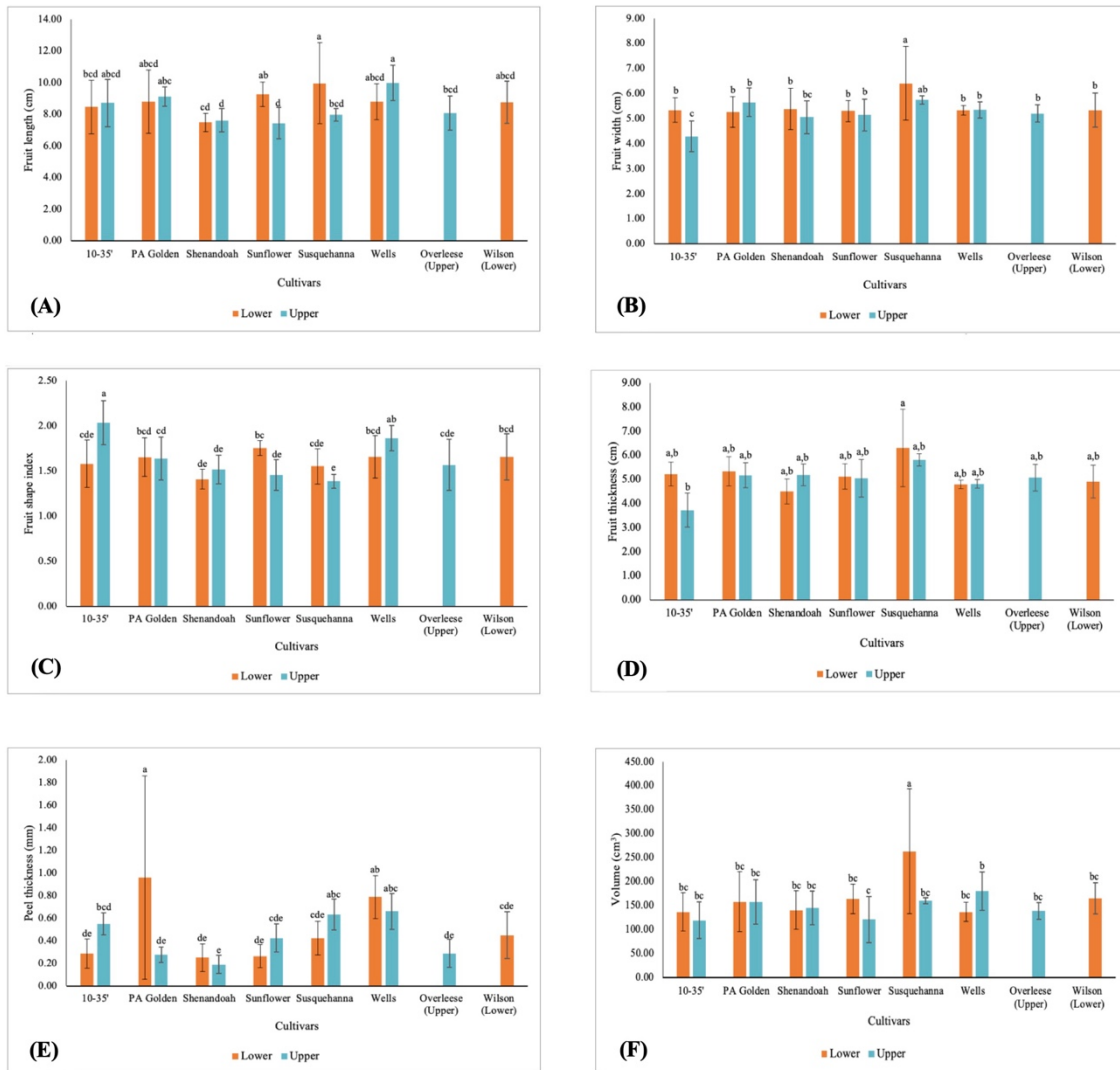 14.00
12.00
10.00
8.00
6.00
4.00
2.00
0.00
Fruit length (cm)
bcd abcd abcd abc cd d ab d a bcd abcd a bcd abcd
10-35' PA Golden Shenandoah Sunflower Susquehanna Wells Overleese (Upper) Wilson (Lower)
Cultivars
Lower Upper
(A)
9.00
8.00
7.00
6.00
5.00
4.00
3.00
2.00
1.00
0.00
Fruit width (cm)
b c b ab b bc b b a ab b b b b
10-35' PA Golden Shenandoah Sunflower Susquehanna Wells Overleese (Upper) Wilson (Lower)
Cultivars
Lower Upper
(B)
2.50
2.00
1.50
1.00
0.50
0.00
Fruit shape index
cde a bcd cd de de bc de cde e bcd ab cde bcd
10-35' PA Golden Shenandoah Sunflower Susquehanna Wells Overleese (Upper) Wilson (Lower)
Cultivars
Lower Upper
(C)
9.00
8.00
7.00
6.00
5.00
4.00
3.00
2.00
1.00
0.00
Fruit thickness (cm)
a,b b a,b a,b a,b a,b a,b a,b a a,b a,b a,b a,b a,b
10-35' PA Golden Shenandoah Sunflower Susquehanna Wells Overleese (Upper) Wilson (Lower)
Cultivars
Lower Upper
(D)
2.00
1.80
1.60
1.40
1.20
1.00
0.80
0.60
0.40
0.20
0.00
Peel thickness (mm)
de bcd a de de e de cde cde abc ab abc de cde
10-35' PA Golden Shenandoah Sunflower Susquehanna Wells Overleese (Upper) Wilson (Lower)
Cultivars
Lower Upper
(E)
450.00
400.00
350.00
300.00
250.00
200.00
150.00
100.00
50.00
0.00
Volume (cm³)
bc bc bc bc bc bc bc c a bc bc b bc bc
10-35' PA Golden Shenandoah Sunflower Susquehanna Wells Overleese (Upper) Wilson (Lower)
Cultivars
Lower Upper
(F)